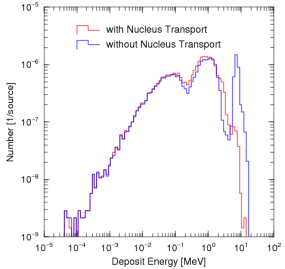 10⁻⁵
with Nucleus Transport
without Nucleus Transport
10⁻⁶
Number [1/source]
10⁻⁷
10⁻⁸
10⁻⁹
10⁻⁵ 10⁻⁴ 10⁻³ 10⁻² 10⁻¹ 10⁰ 10¹ 10²
Deposit Energy [MeV]